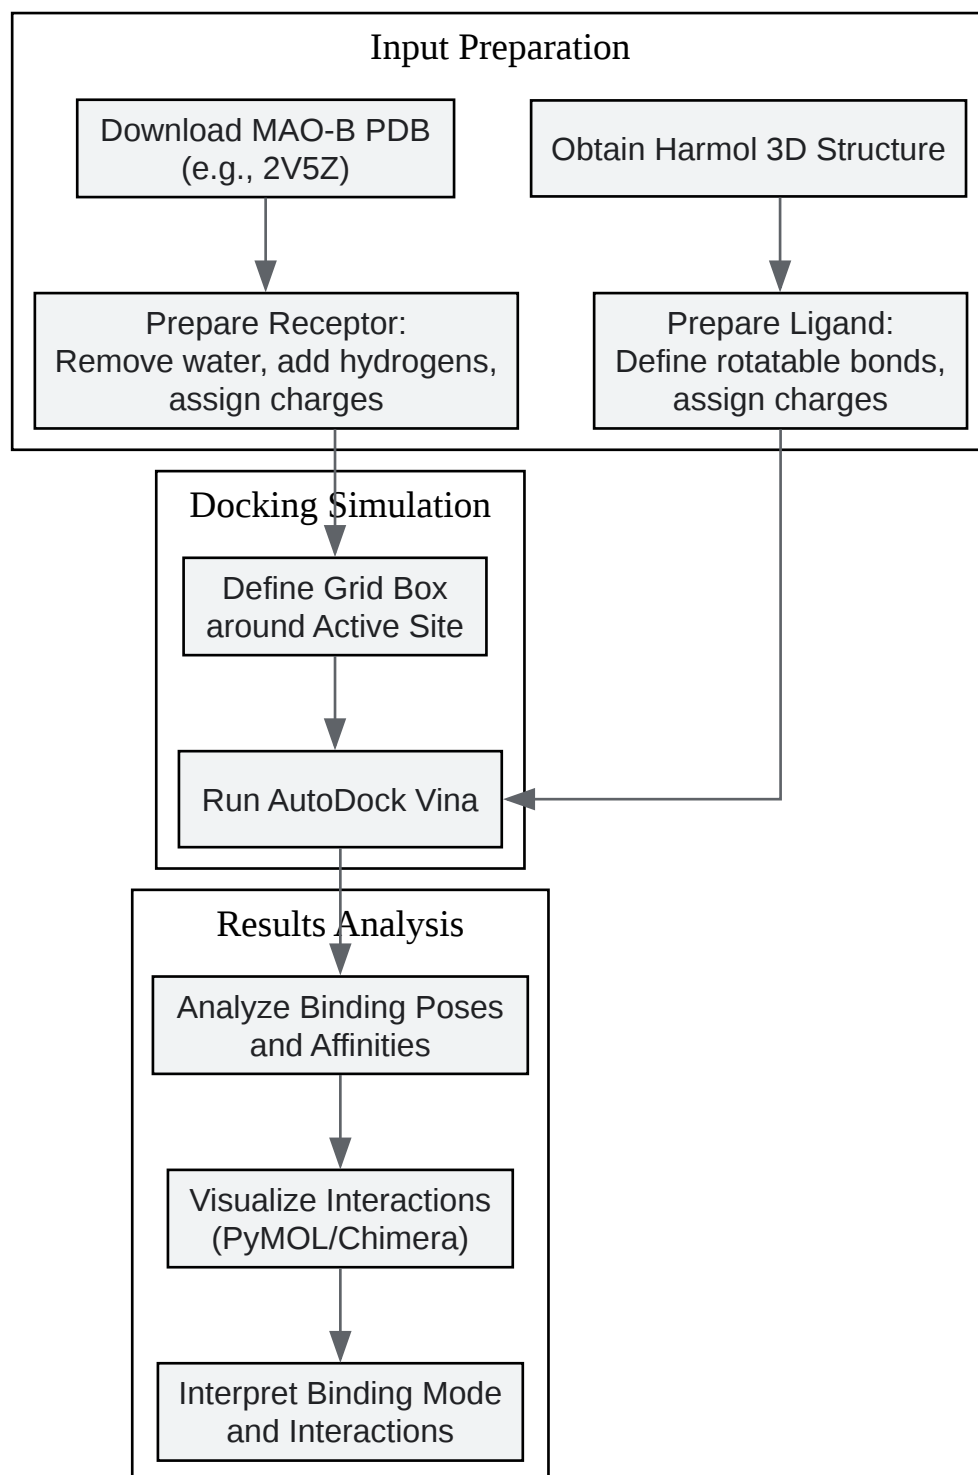 Input Preparation
Download MAO-B PDB
(e.g., 2V5Z)
Obtain Harmol 3D Structure
Prepare Receptor:
Remove water, add hydrogens,
assign charges
Prepare Ligand:
Define rotatable bonds,
assign charges
Docking Simulation
Define Grid Box
around Active Site
Run AutoDock Vina
Results Analysis
Analyze Binding Poses
and Affinities
Visualize Interactions
(PyMOL/Chimera)
Interpret Binding Mode
and Interactions